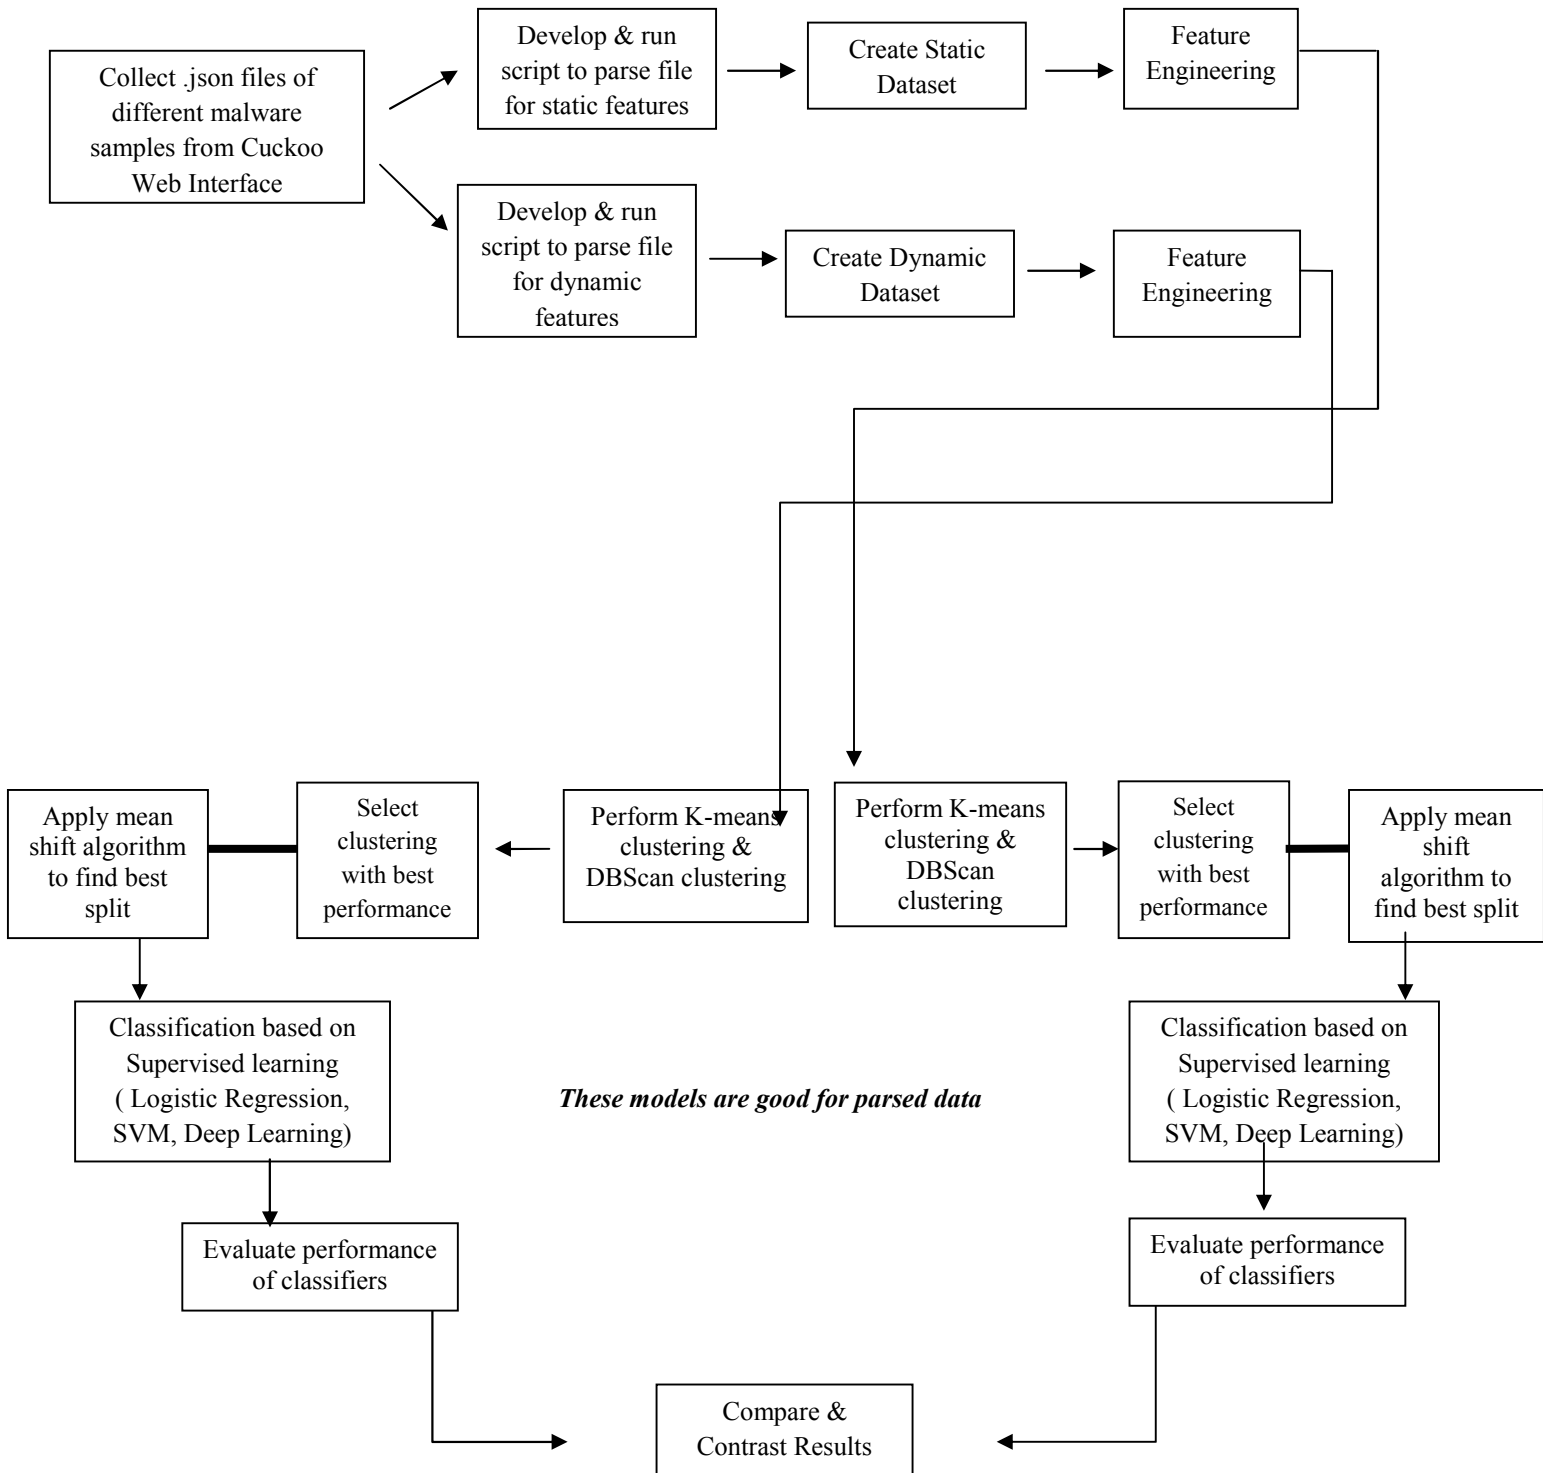 Collect .json files of
different malware
samples from Cuckoo
Web Interface
Develop & run
script to parse file
for static features
Create Static
Dataset
Feature
Engineering
Develop & run
script to parse file
for dynamic
features
Create Dynamic
Dataset
Feature
Engineering
Apply mean
shift algorithm
to find best
split
Select
clustering
with best
performance
Perform K-means
clustering &
DBScan clustering
Perform K-means
clustering &
DBScan
clustering
Select
clustering
with best
performance
Apply mean
shift
algorithm to
find best split
Classification based on
Supervised learning
( Logistic Regression,
SVM, Deep Learning)
These models are good for parsed data
Classification based on
Supervised learning
( Logistic Regression,
SVM, Deep Learning)
Evaluate performance
of classifiers
Evaluate performance
of classifiers
Compare &
Contrast Results